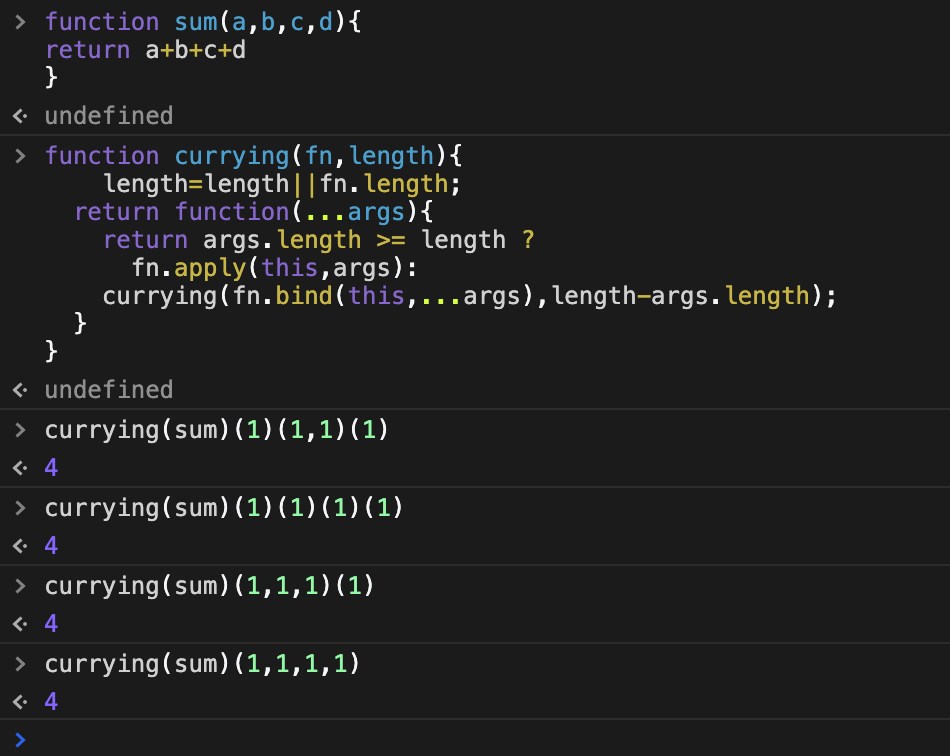 > function sum(a,b,c,d){
return a+b+c+d
}
<· undefined
> function currying(fn,length){
    length=length||fn.length;
  return function(...args){
    return args.length >= length ?
      fn.apply(this,args):
    currying(fn.bind(this,...args),length-args.length);
  }
}
<· undefined
> currying(sum)(1)(1,1)(1)
<· 4
> currying(sum)(1)(1)(1)(1)
<· 4
> currying(sum)(1,1,1)(1)
<· 4
> currying(sum)(1,1,1,1)
<· 4
>